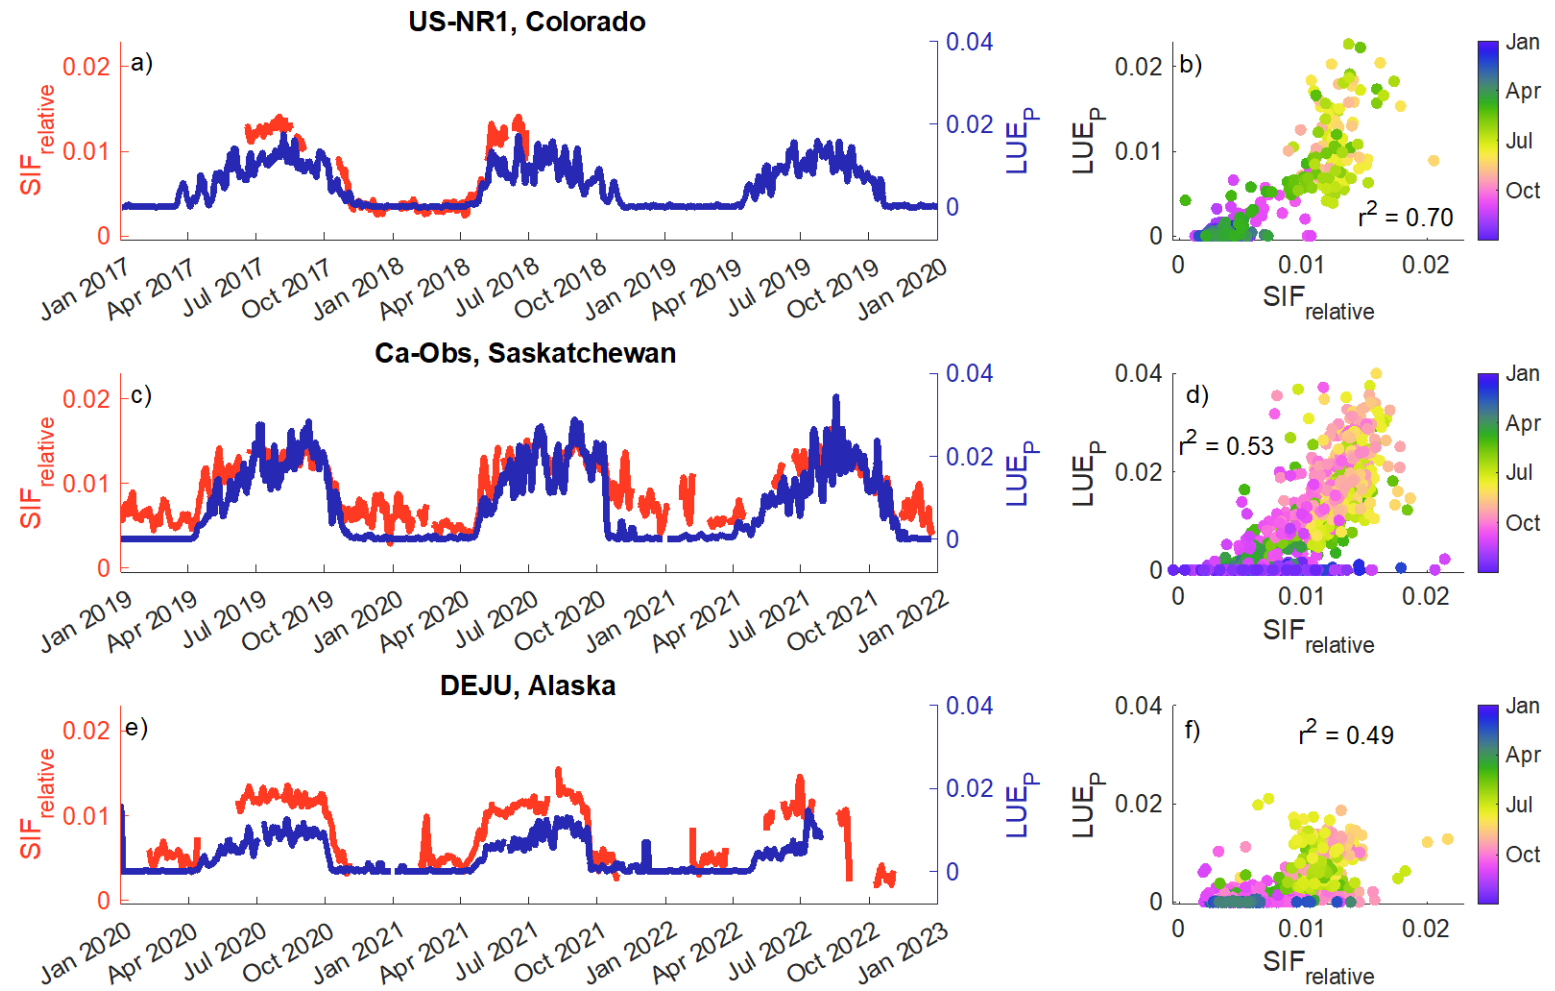 US-NR1, Colorado
a)
SIFrelative
0.02
0.01
0
0.04
0.02
0
LUEP
Jan 2017
Apr 2017
Jul 2017
Oct 2017
Jan 2018
Apr 2018
Jul 2018
Oct 2018
Jan 2019
Apr 2019
Jul 2019
Oct 2019
Jan 2020
b)
LUEP
0.02
0.01
0
r2 = 0.70
0
0.01
0.02
SIFrelative
Jan
Apr
Jul
Oct
Ca-Obs, Saskatchewan
c)
SIFrelative
0.02
0.01
0
0.04
0.02
0
LUEP
Jan 2019
Apr 2019
Jul 2019
Oct 2019
Jan 2020
Apr 2020
Jul 2020
Oct 2020
Jan 2021
Apr 2021
Jul 2021
Oct 2021
Jan 2022
d)
LUEP
0.04
0.02
0
r2 = 0.53
0
0.01
0.02
SIFrelative
Jan
Apr
Jul
Oct
DEJU, Alaska
e)
SIFrelative
0.02
0.01
0
0.04
0.02
0
LUEP
Jan 2020
Apr 2020
Jul 2020
Oct 2020
Jan 2021
Apr 2021
Jul 2021
Oct 2021
Jan 2022
Apr 2022
Jul 2022
Oct 2022
Jan 2023
f)
LUEP
0.04
0.02
0
r2 = 0.49
0
0.01
0.02
SIFrelative
Jan
Apr
Jul
Oct